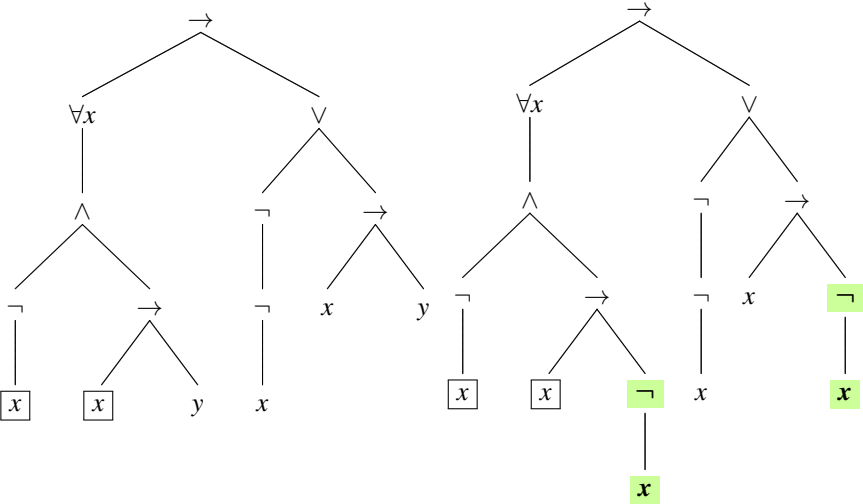 → →
∀x ∨ ∀x ∨
∧ ¬ → ∧ ¬ →
¬ → ¬ x y ¬ → ¬ x ¬
x x y x x x ¬ x x
x